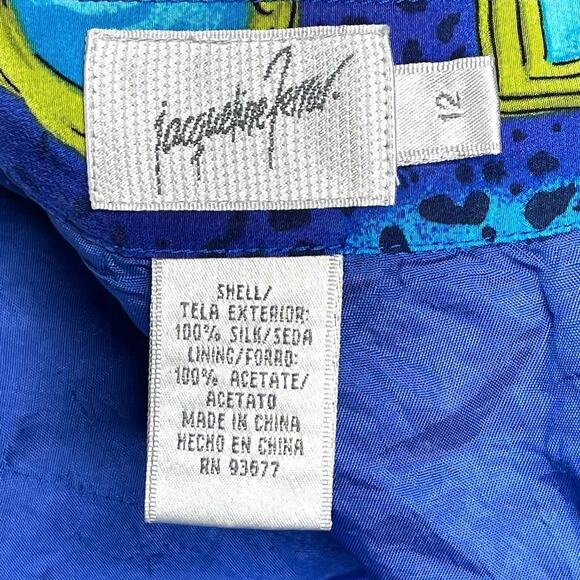 jacqueline Ferrar.
12
SHELL/
TELA EXTERIOR:
100% SILK/SEDA
LINING/FORRO:
100% ACETATE/
ACETATO
MADE IN CHINA
HECHO EN CHINA
RN 93677